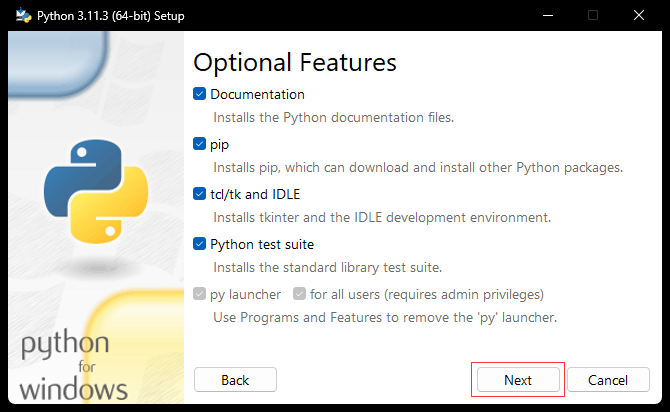 Python 3.11.3 (64-bit) Setup
Optional Features
Documentation
Installs the Python documentation files.
pip
Installs pip, which can download and install other Python packages.
tcl/tk and IDLE
Installs tkinter and the IDLE development environment.
Python test suite
Installs the standard library test suite.
py launcher for all users (requires admin privileges)
Use Programs and Features to remove the 'py' launcher.
python
for
windows
Back Next Cancel